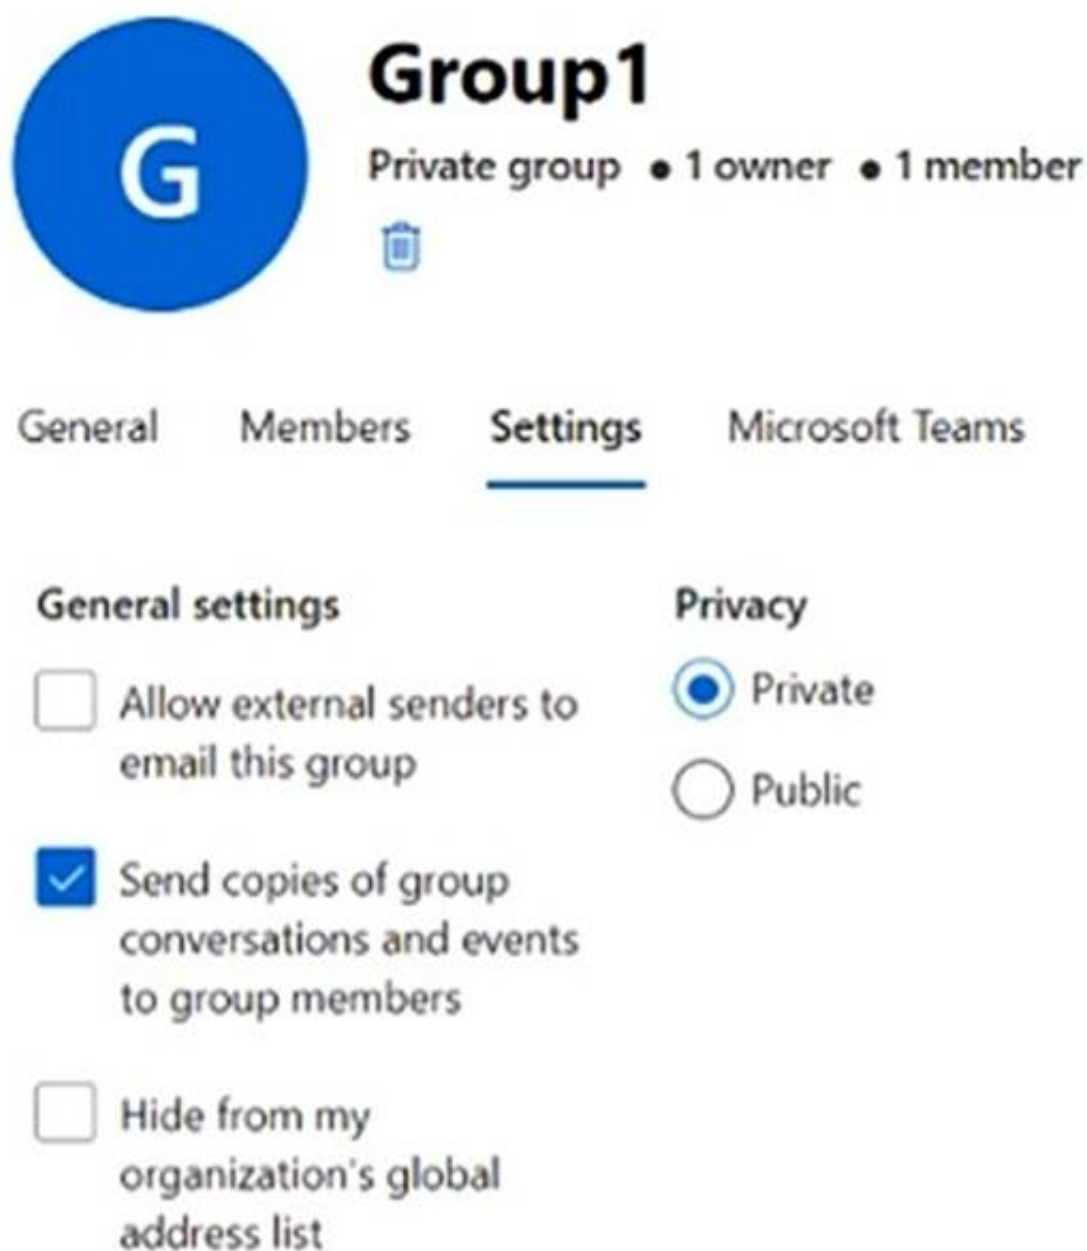 G
Group1
Private group • 1 owner • 1 member
General Members Settings Microsoft Teams
General settings
Allow external senders to
email this group
Send copies of group
conversations and events
to group members
Hide from my
organization's global
address list
Privacy
Private
Public